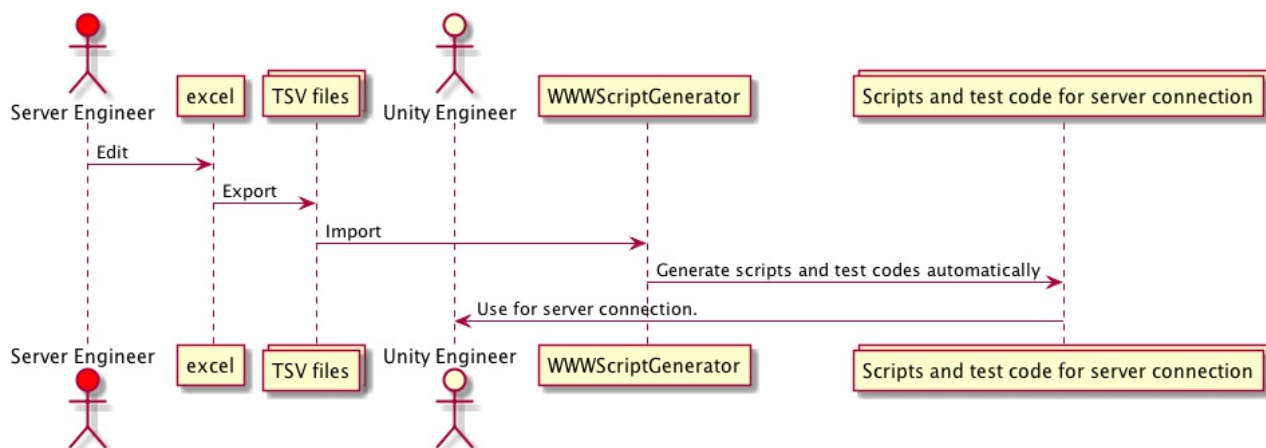 Server Engineer
excel
TSV files
Unity Engineer
WWWScriptGenerator
Scripts and test code for server connection
Edit
Export
Import
Generate scripts and test codes automatically
Use for server connection.
Server Engineer
excel
TSV files
Unity Engineer
WWWScriptGenerator
Scripts and test code for server connection